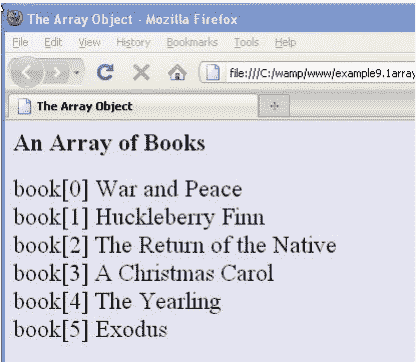 The Array Object - Mozilla Firefox
File Edit View History Bookmarks Tools Help
file:///C:/wamp/www/example9.1array
The Array Object
An Array of Books
book[0] War and Peace
book[1] Huckleberry Finn
book[2] The Return of the Native
book[3] A Christmas Carol
book[4] The Yearling
book[5] Exodus